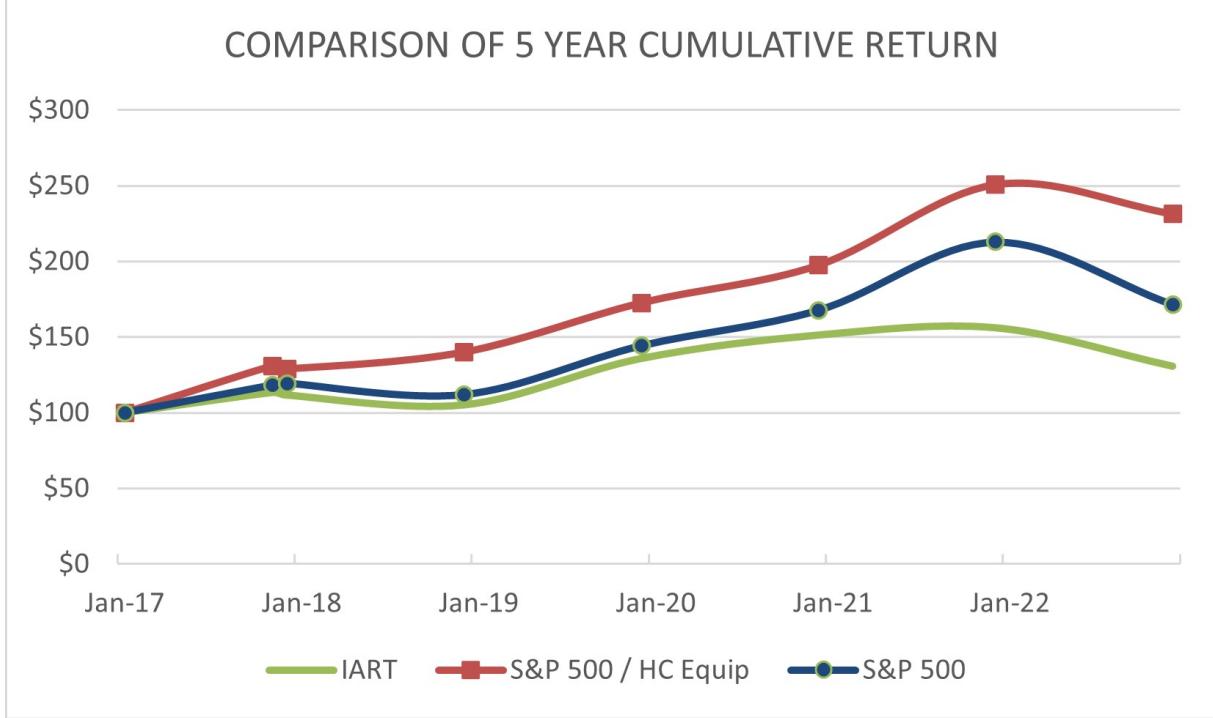 COMPARISON OF 5 YEAR CUMULATIVE RETURN
$300
$250
$200
$150
$100
$50
$0
Jan-17 Jan-18 Jan-19 Jan-20 Jan-21 Jan-22
IART S&P 500 / HC Equip S&P 500